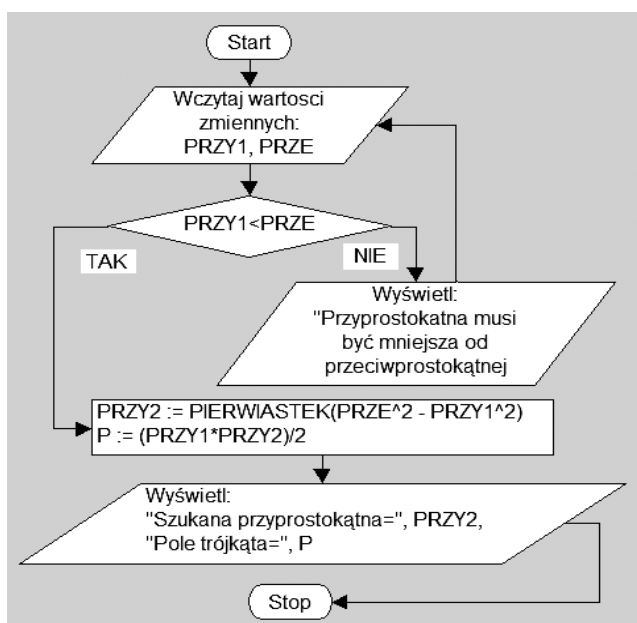 Start
Wczytaj wartosci
zmiennych:
PRZY1, PRZE
PRZY1<PRZE
TAK
NIE
Wyświetl:
"Przyprostokatna musi
być mniejsza od
przeciwprostokątnej
PRZY2 := PIERWIASTEK(PRZE^2 - PRZY1^2)
P := (PRZY1*PRZY2)/2
Wyświetl:
"Szukana przyprostokątna=", PRZY2,
"Pole trójkąta=", P
Stop